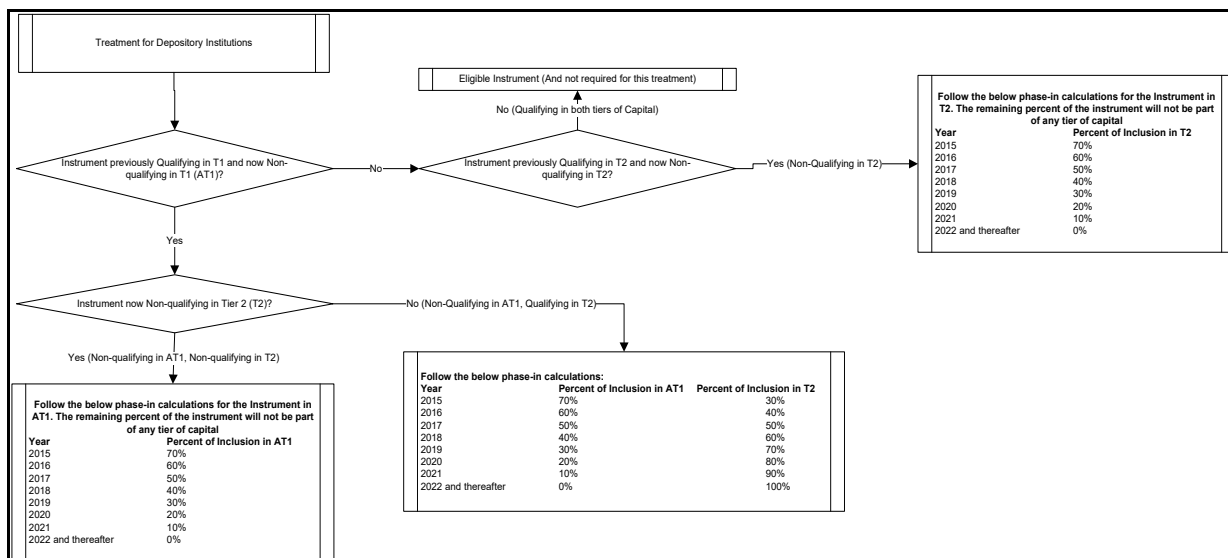 Treatment for Depository Institutions
Eligible Instrument (And not required for this treatment)
No (Qualifying in both tiers of Capital)
Instrument previously Qualifying in T1 and now Non-
qualifying in T1 (AT1)?
No
Instrument previously Qualifying in T2 and now Non-
qualifying in T2?
Yes (Non-Qualifying in T2)
Follow the below phase-in calculations for the Instrument in
T2. The remaining percent of the instrument will not be part
of any tier of capital
Year Percent of Inclusion in T2
2015 70%
2016 60%
2017 50%
2018 40%
2019 30%
2020 20%
2021 10%
2022 and thereafter 0%
Yes
Instrument now Non-qualifying in Tier 2 (T2)?
No (Non-Qualifying in AT1, Qualifying in T2)
Yes (Non-qualifying in AT1, Non-qualifying in T2)
Follow the below phase-in calculations for the Instrument in
AT1. The remaining percent of the instrument will not be part
of any tier of capital
Year Percent of Inclusion in AT1
2015 70%
2016 60%
2017 50%
2018 40%
2019 30%
2020 20%
2021 10%
2022 and thereafter 0%
Follow the below phase-in calculations:
Year Percent of Inclusion in AT1 Percent of Inclusion in T2
2015 70% 30%
2016 60% 40%
2017 50% 50%
2018 40% 60%
2019 30% 70%
2020 20% 80%
2021 10% 90%
2022 and thereafter 0% 100%